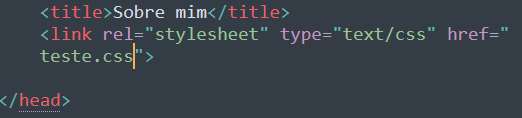 <title>Sobre mim</title>
<link rel="stylesheet" type="text/css" href="
teste.css">
</head>